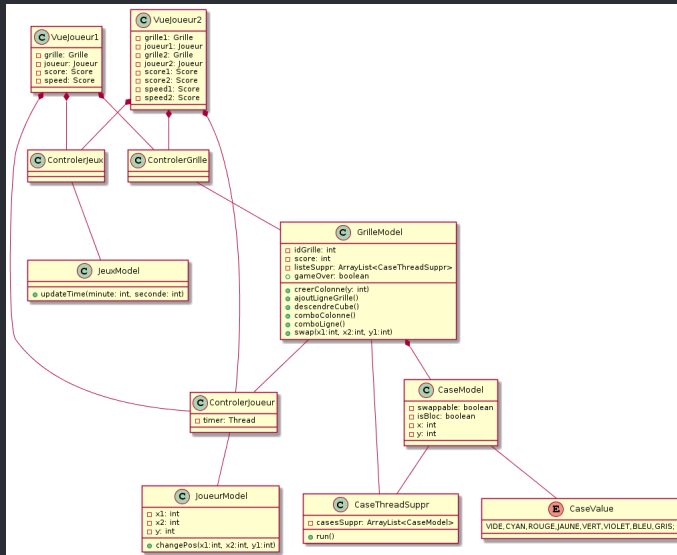 C VueJoueur1
grille: Grille
joueur: Joueur
score: Score
speed: Score
C VueJoueur2
grille1: Grille
joueur1: Joueur
grille2: Grille
joueur2: Joueur
score1: Score
score2: Score
speed1: Score
speed2: Score
C ControlerJeux
C ControlerGrille
C GrilleModel
idGrille: int
score: int
listeSuppr: ArrayList<CaseThreadSuppr>
gameOver: boolean
creerColonne(y: int)
ajoutLigneGrille()
descendreCube()
comboColonne()
comboLigne()
swap(x1:int, x2:int, y1:int)
C JeuxModel
updateTime(minute: int, seconde: int)
C ControlerJoueur
timer: Thread
C CaseModel
swappable: boolean
isBloc: boolean
x: int
y: int
C JoueurModel
x1: int
x2: int
y: int
changePos(x1:int, x2:int, y1:int)
C CaseThreadSuppr
casesSuppr: ArrayList<CaseModel>
run()
E CaseValue
VIDE,CYAN,ROUGE,JAUNE,VERT,VIOLET,BLEU,GRIS;